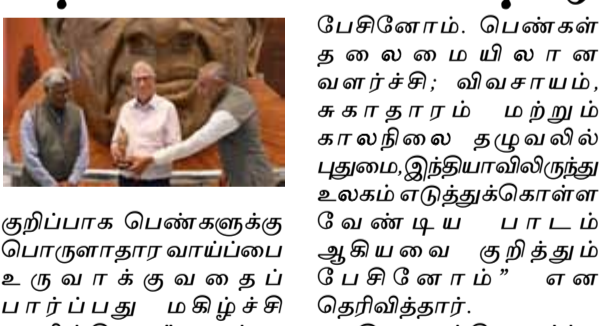 குறிப்பாக பெண்களுக்கு
பொருளாதார வாய்ப்பை
உருவாக்குவதைப்
பார்ப்பது மகிழ்ச்சி
பேசினோம். பெண்கள்
தலைமையிலான
வளர்ச்சி; விவசாயம்,
சுகாதாரம் மற்றும்
காலநிலை தழுவலில்
புதுமை,இந்தியாவிலிருந்து
உலகம் எடுத்துக்கொள்ள
வேண்டிய பாடம்
ஆகியவை குறித்தும்
பேசினோம்” என
தெரிவித்தார்.